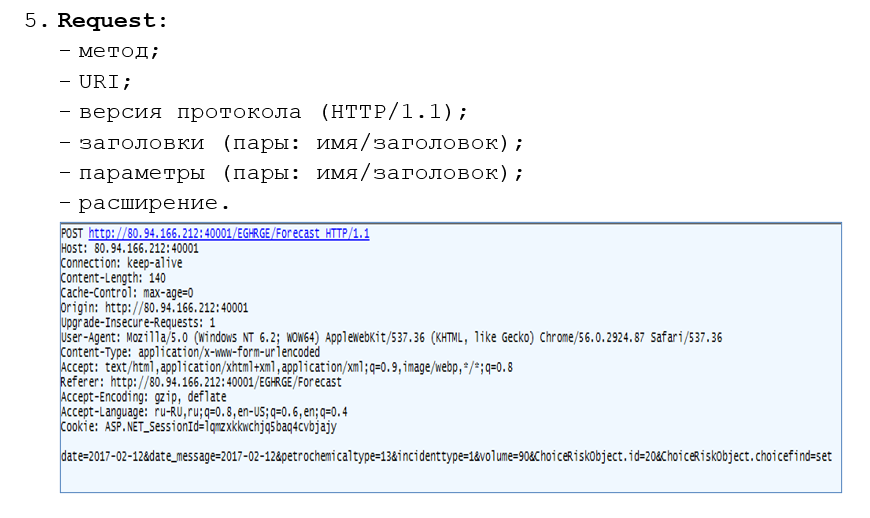 5. Request:
– метод;
– URI;
– версия протокола (HTTP/1.1);
– заголовки (пары: имя/заголовок);
– параметры (пары: имя/заголовок);
– расширение.
POST http://80.94.166.212:40001/EGHRGE/Forecast HTTP/1.1
Host: 80.94.166.212:40001
Connection: keep-alive
Content-Length: 140
Cache-Control: max-age=0
Origin: http://80.94.166.212:40001
Upgrade-Insecure-Requests: 1
User-Agent: Mozilla/5.0 (Windows NT 6.2; WOW64) AppleWebKit/537.36 (KHTML, like Gecko) Chrome/56.0.2924.87 Safari/537.36
Content-Type: application/x-www-form-urlencoded
Accept: text/html,application/xhtml+xml,application/xml;q=0.9,image/webp,*/*;q=0.8
Referer: http://80.94.166.212:40001/EGHRGE/Forecast
Accept-Encoding: gzip, deflate
Accept-Language: ru-RU,ru;q=0.8,en-US;q=0.6,en;q=0.4
Cookie: ASP.NET_SessionId=lqmzxkkwchjq5baq4cvbjajy
date=2017-02-12&date_message=2017-02-12&petrochemicaltype=13&incidenttype=1&volume=90&ChoiceRiskObject.id=20&ChoiceRiskObject.choicefind=set